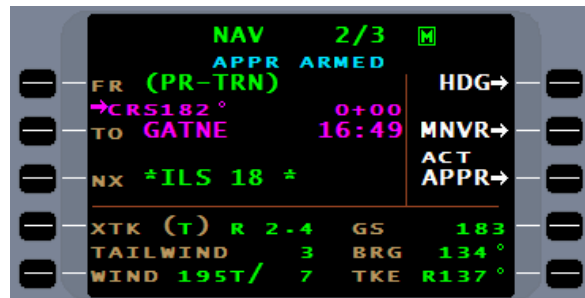 NAV 2/3 M
APPR ARMED
FR (PR-TRN) HDG→
→CRS182° 0+00
TO GATNE 16:49 MNVR→
ACT
NX *ILS 18 * APPR→
XTK (T) R 2.4 GS 183
TAILWIND 3 BRG 134°
WIND 195T/ 7 TKE R137°